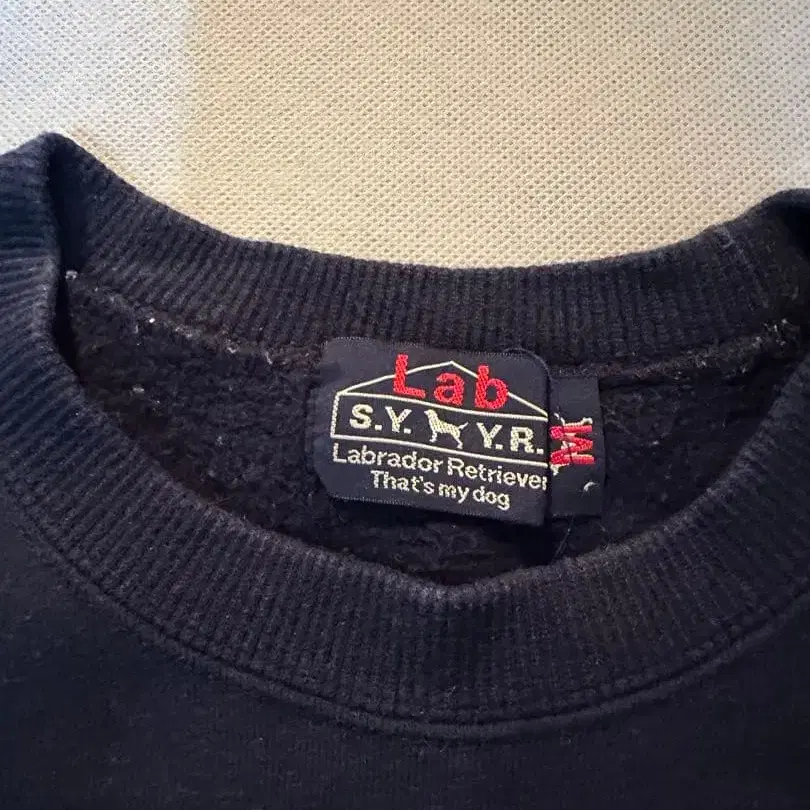 Lab
S.Y. Y.R.
Labrador Retriever
That's my dog
M